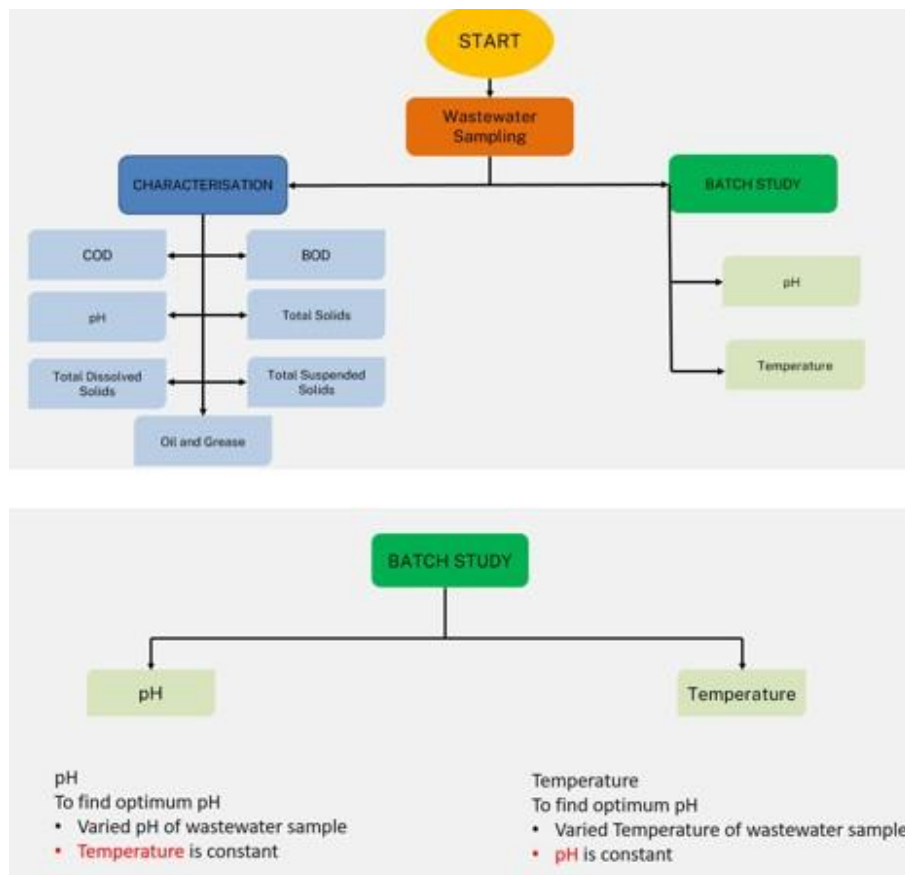 START
Wastewater
Sampling
CHARACTERISATION
BATCH STUDY
COD
BOD
pH
pH
Total Solids
Temperature
Total Dissolved
Solids
Total Suspended
Solids
Oil and Grease
BATCH STUDY
pH
Temperature
pH
To find optimum pH
• Varied pH of wastewater sample
• Temperature is constant
Temperature
To find optimum pH
• Varied Temperature of wastewater sample
• pH is constant